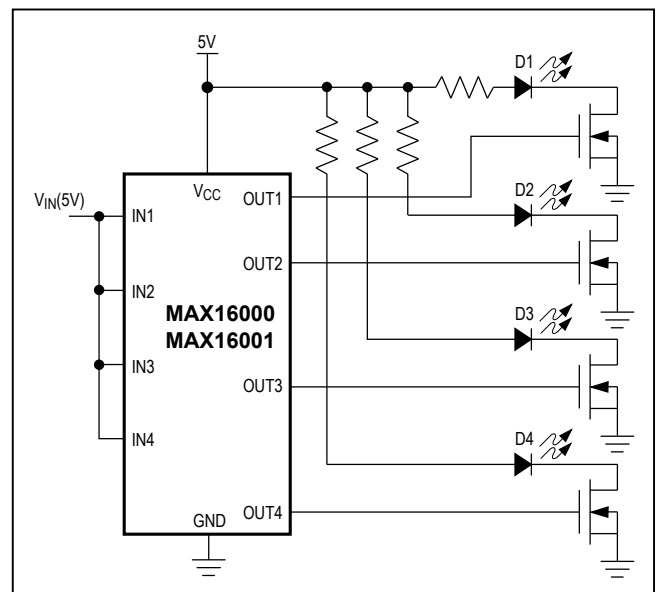 5V
D1
VCC
OUT1
VIN(5V)
IN1
D2
OUT2
IN2
MAX16000
MAX16001
D3
IN3
OUT3
IN4
D4
GND
OUT4